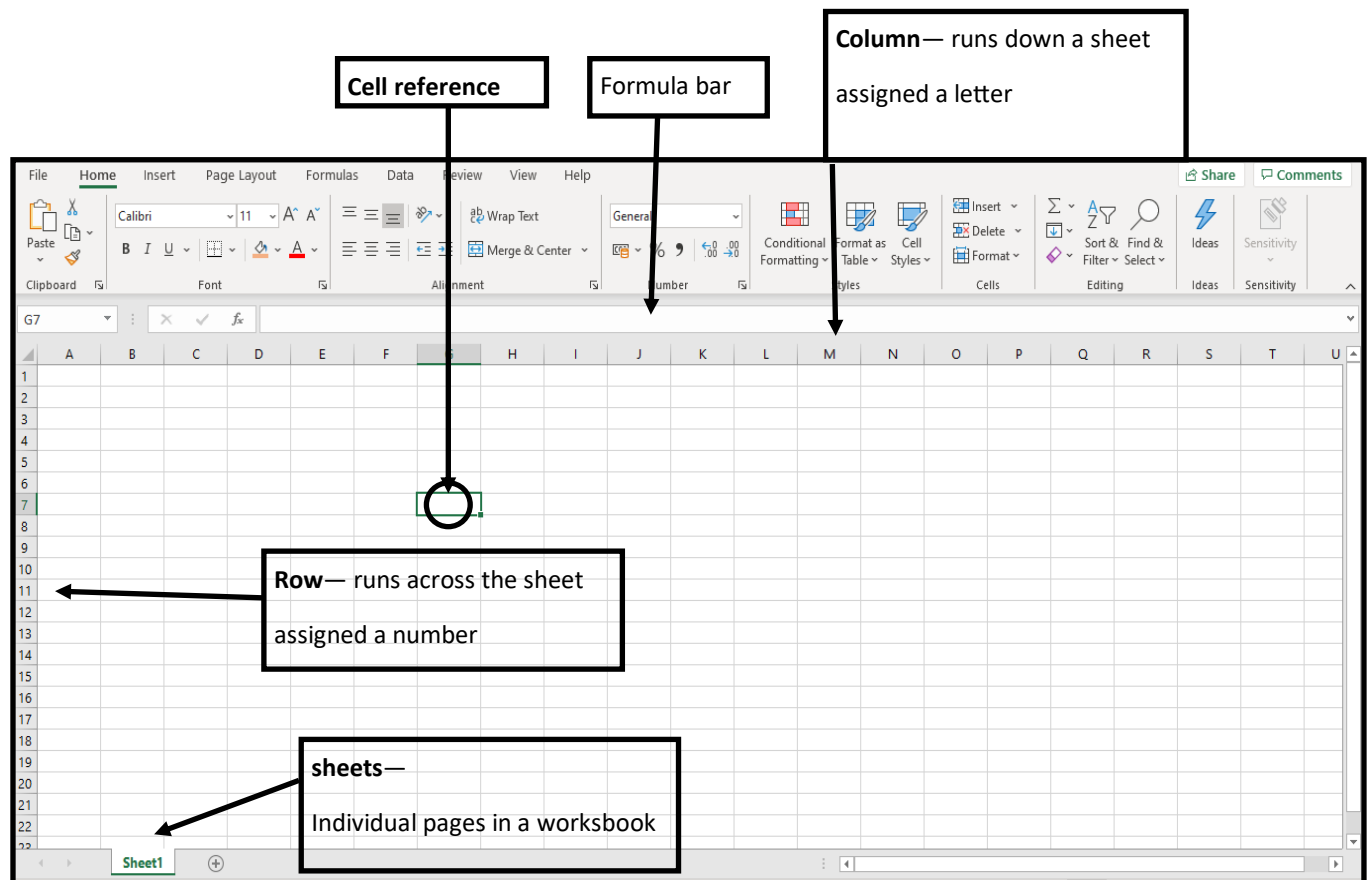 Column— runs down a sheet
assigned a letter
Cell reference
Formula bar
File Home Insert Page Layout Formulas Data Review View Help Share Comments
Calibri 11 A^ A˅ ab Wrap Text General Insert Σ
Paste B I U A Merge & Center % 9 .00 Conditional Formatting Format as Table Cell Styles Delete Format Sort & Filter Find & Select Ideas Sensitivity
Clipboard Font Alignment Number Styles Cells Editing Ideas Sensitivity
G7 fx
A B C D E F G H I J K L M N O P Q R S T U
1
2
3
4
5
6
7
8
9
10
11
12
13
14
15
16
17
18
19
20
21
22
23
Row— runs across the sheet
assigned a number
sheets—
Individual pages in a worksbook
Sheet1